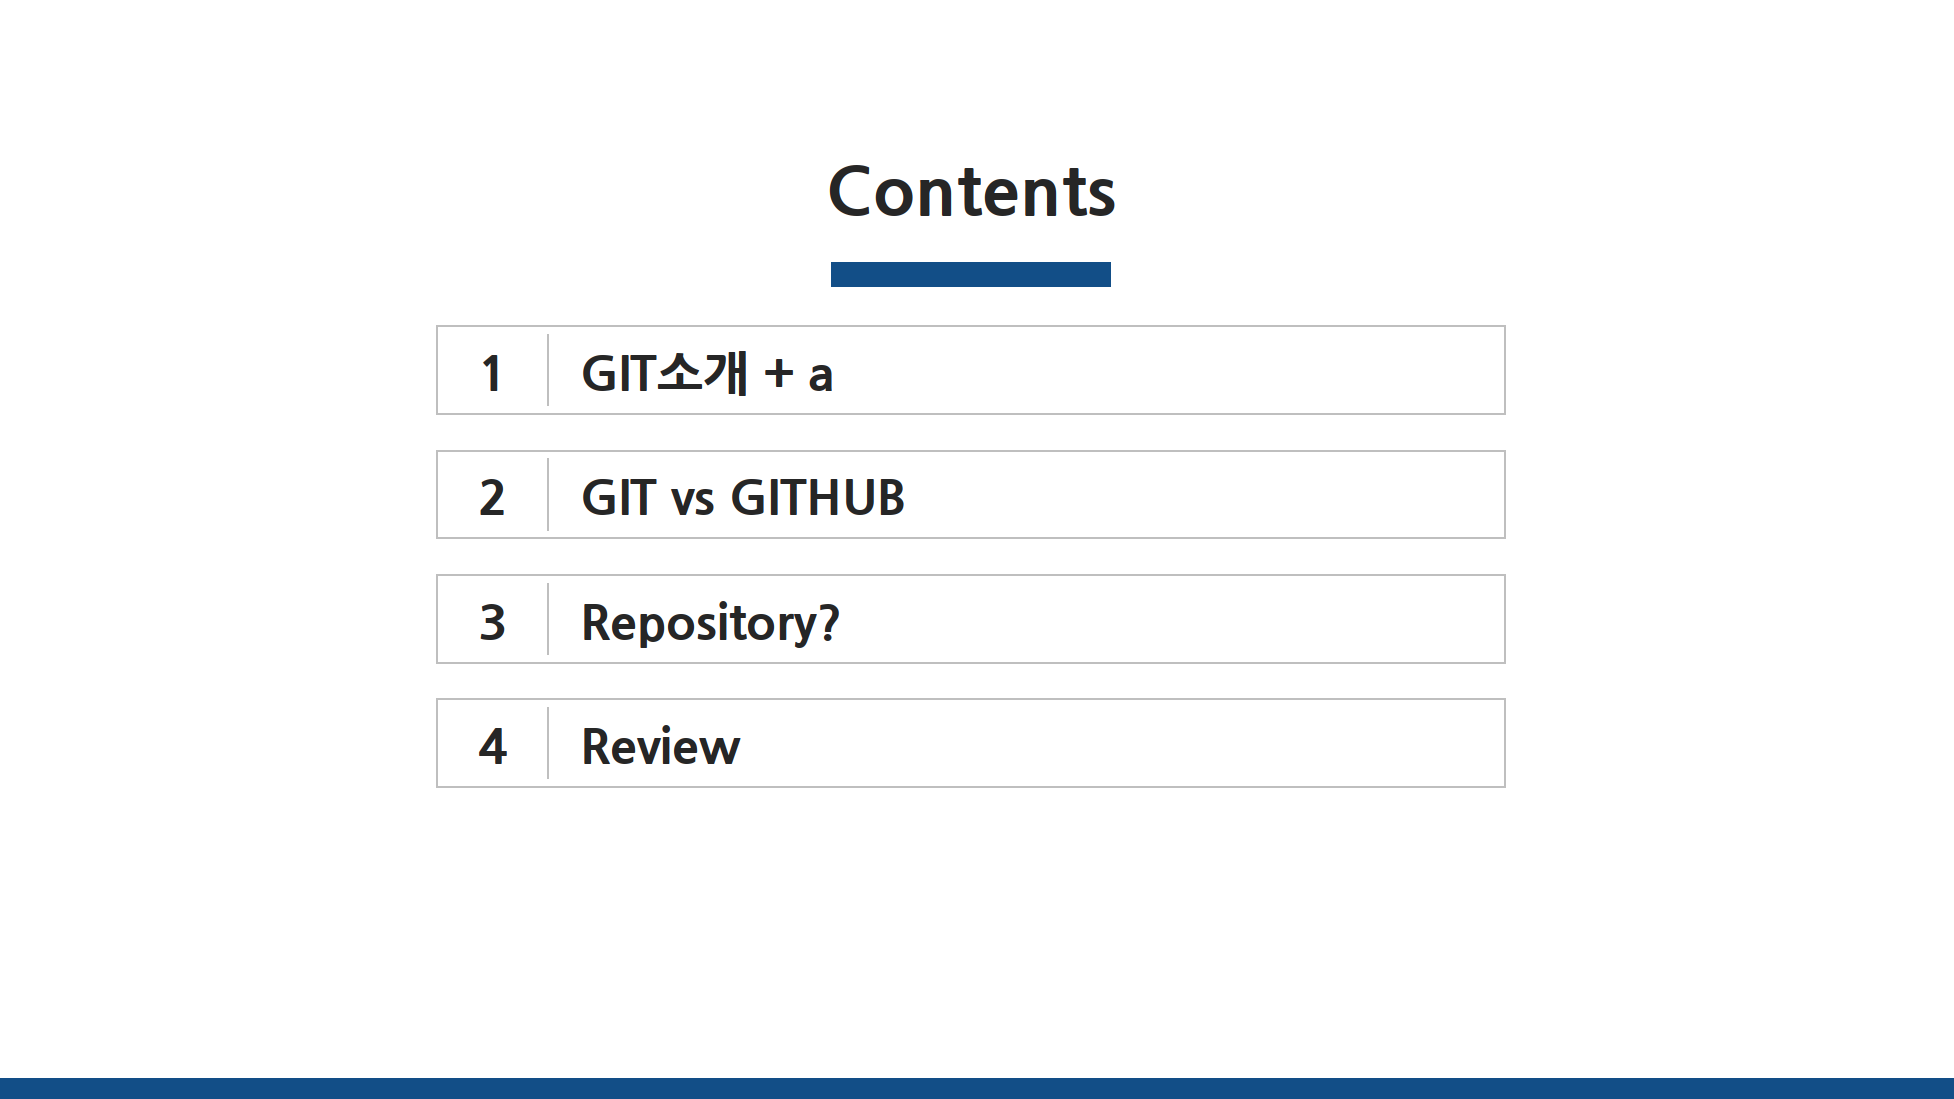 Contents
1 GIT소개 + a
2 GIT vs GITHUB
3 Repository?
4 Review